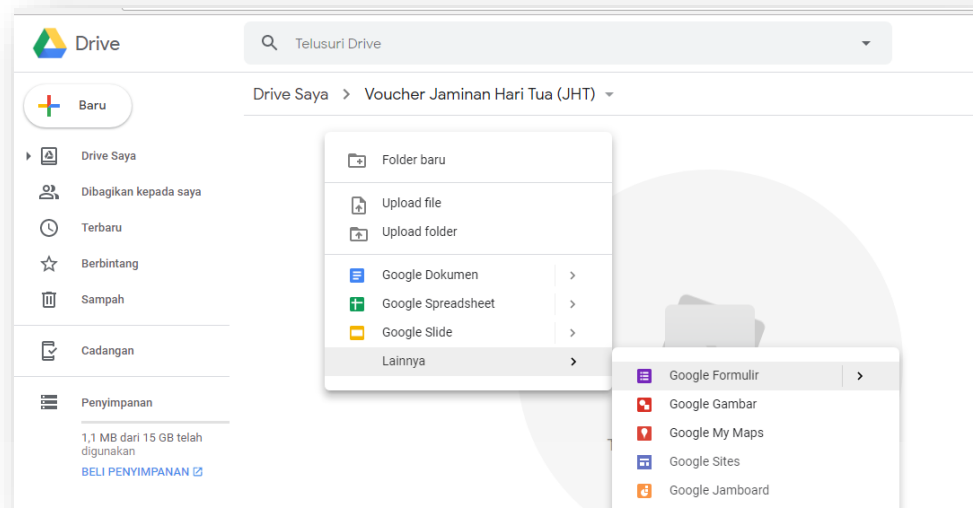 Drive
Telusuri Drive
Baru
Drive Saya > Voucher Jaminan Hari Tua (JHT)
Drive Saya
Dibagikan kepada saya
Terbaru
Berbintang
Sampah
Cadangan
Penyimpanan
1,1 MB dari 15 GB telah
digunakan
BELI PENYIMPANAN
Folder baru
Upload file
Upload folder
Google Dokumen
Google Spreadsheet
Google Slide
Lainnya
Google Formulir
Google Gambar
Google My Maps
Google Sites
Google Jamboard